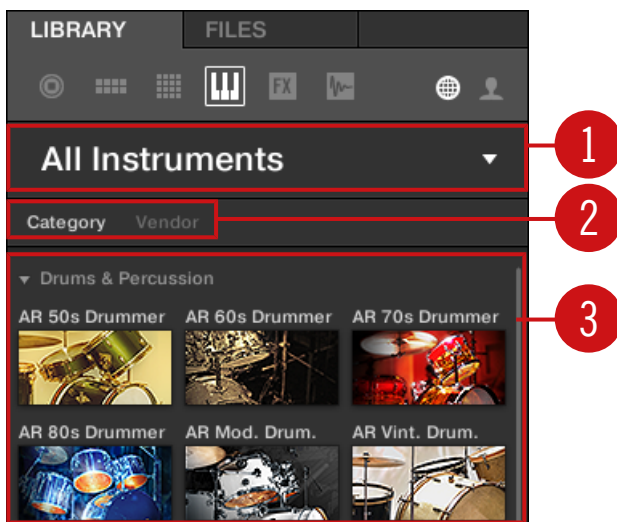 LIBRARY FILES
FX
All Instruments
1
Category Vendor
2
Drums & Percussion
AR 50s Drummer AR 60s Drummer AR 70s Drummer
3
AR 80s Drummer AR Mod. Drum. AR Vint. Drum.